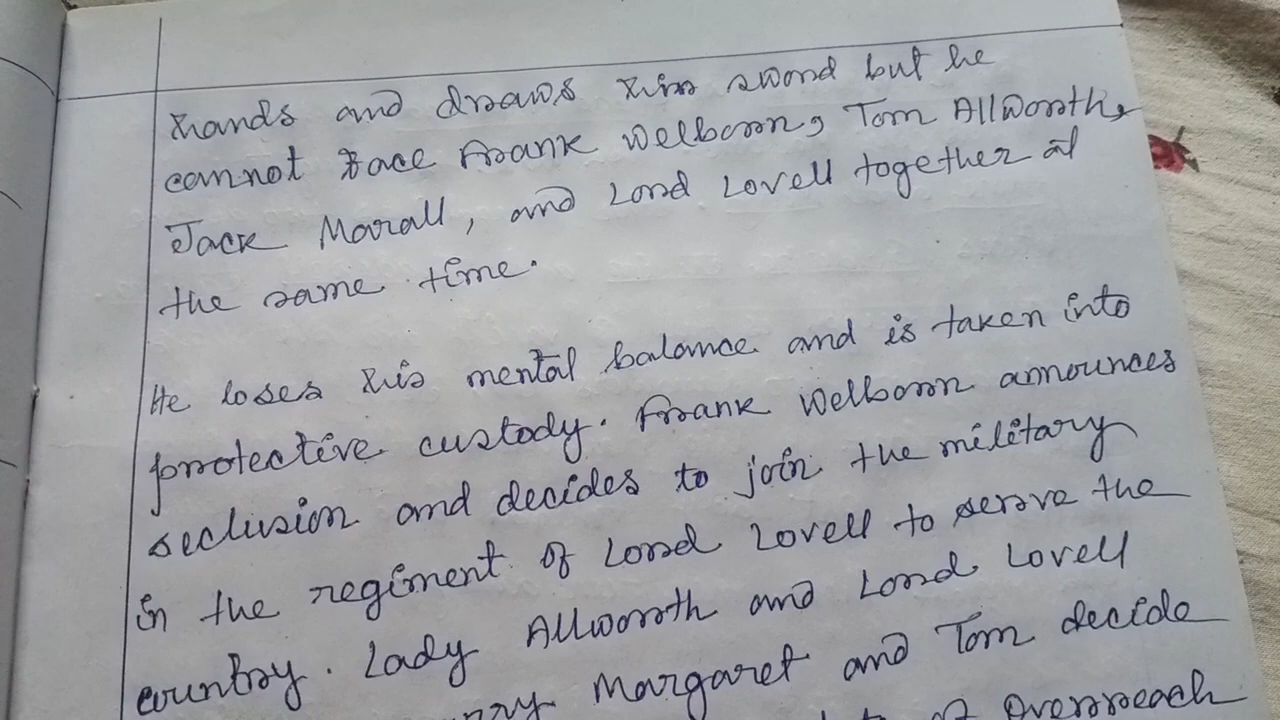 hands and draws his sword but he
cannot face Frank Welborn, Tom Allworth,
Jack Marall, and Lord Lovell together at
the same time.
He loses his mental balance and is taken into
protective custody. Frank Welborn announces
seclusion and decides to join the military
in the regiment of Lord Lovell to serve the
country. Lady Allworth and Lord Lovell
Margaret and Tom decide
of Overreach